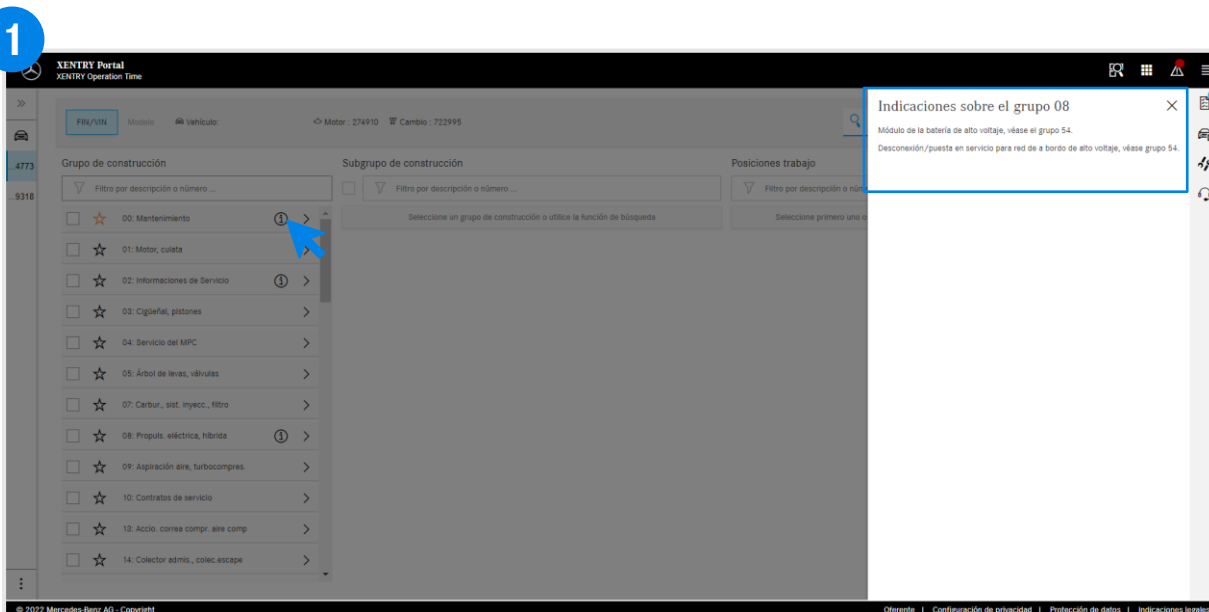 1
XENTRY Portal
XENTRY Operation Time
FIN/VIN Modelo Vehículo: Motor : 274910 Cambio : 722995
4773
9318
Grupo de construcción
Filtro por descripción o número ...
00: Mantenimiento
01: Motor, culata
02: Informaciones de Servicio
03: Cigüeñal, pistones
04: Servicio del MPC
05: Árbol de levas, válvulas
07: Carbur., sist. inyecc., filtro
08: Propuls. eléctrica, híbrida
09: Aspiración aire, turbocompres.
10: Contratos de servicio
13: Accio. correa compr. aire comp
14: Colector admis., colec.escape
Subgrupo de construcción
Filtro por descripción o número ...
Seleccione un grupo de construcción o utilice la función de búsqueda
Posiciones trabajo
Filtro por descripción o núm
Seleccione primero uno o
Indicaciones sobre el grupo 08
Módulo de la batería de alto voltaje, véase el grupo 54.
Desconexión/puesta en servicio para red de a bordo de alto voltaje, véase grupo 54.
© 2022 Mercedes-Benz AG - Copyright
Oferente | Configuración de privacidad | Protección de datos | Indicaciones legales